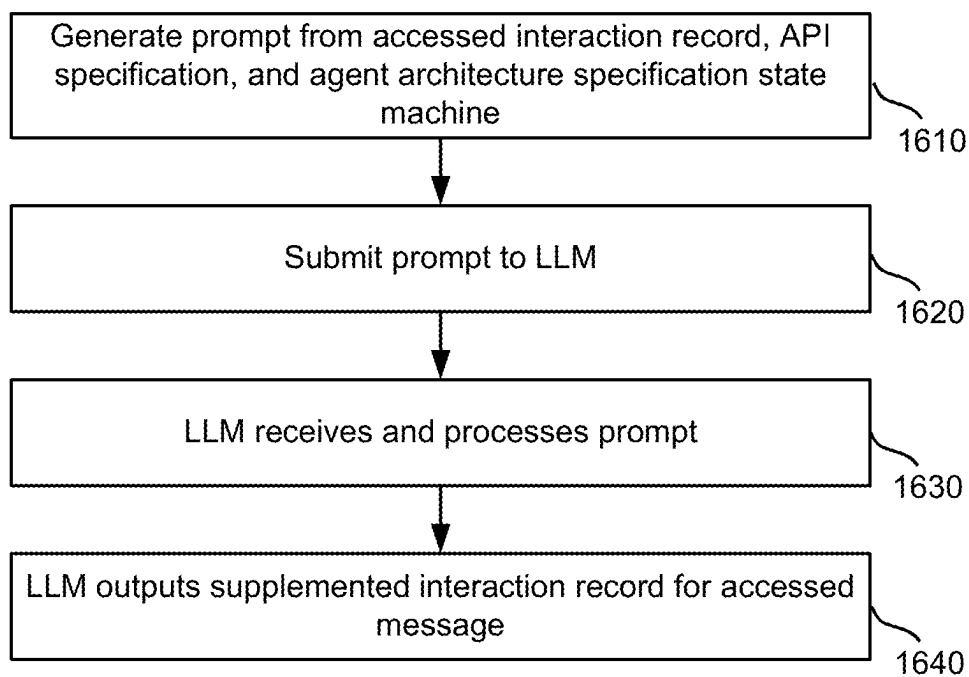 Generate prompt from accessed interaction record, API
specification, and agent architecture specification state
machine
1610
Submit prompt to LLM
1620
LLM receives and processes prompt
1630
LLM outputs supplemented interaction record for accessed
message
1640